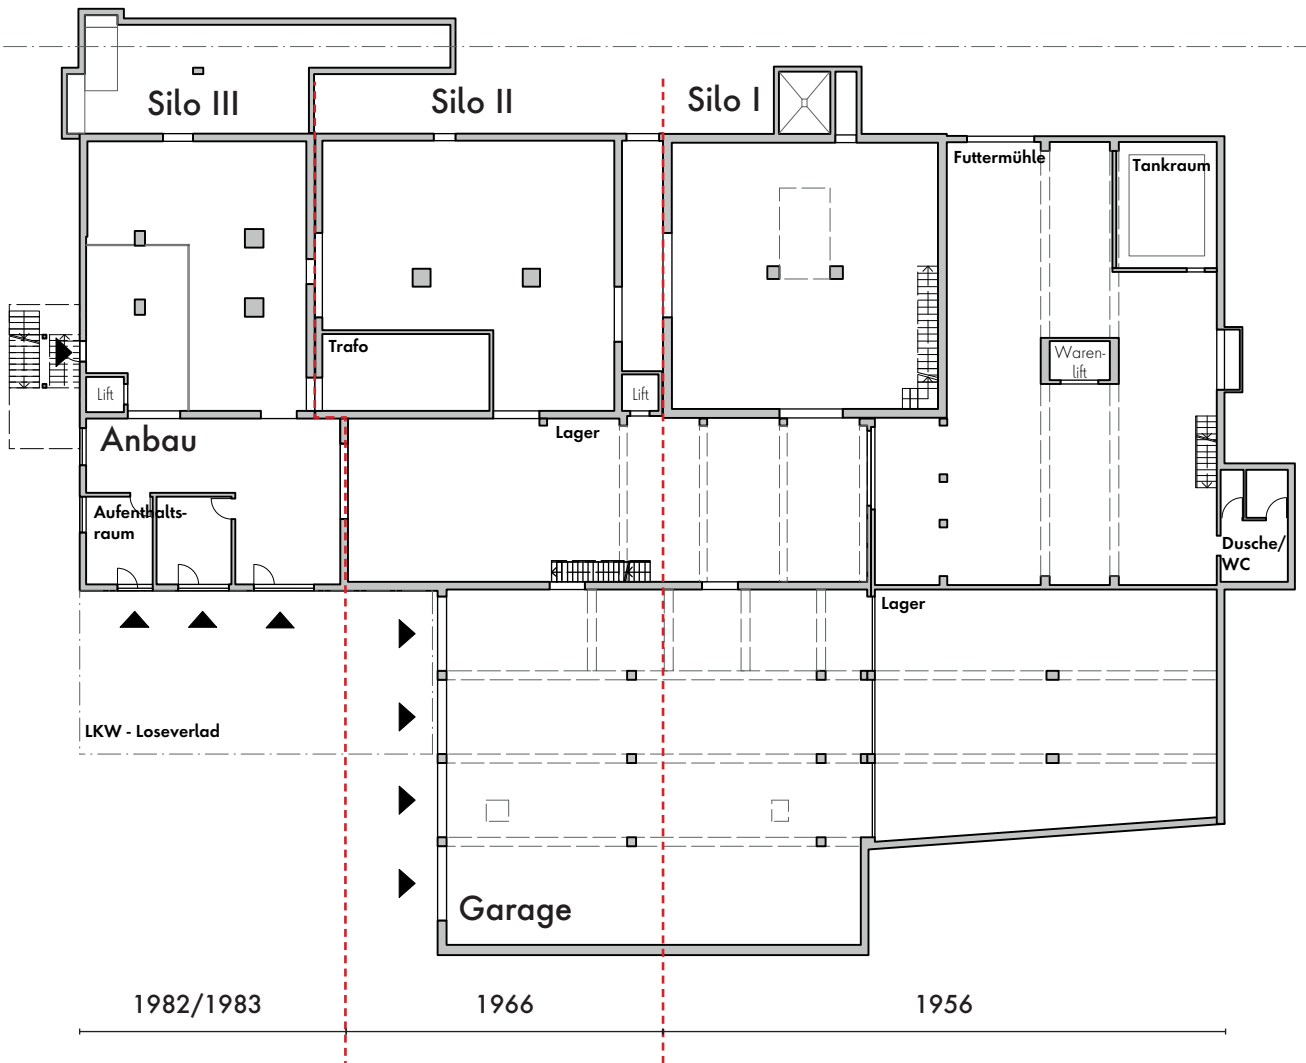 Silo III
Silo II
Silo I
Futtermühle
Tankraum
Trafo
Waren-
lift
Lift
Lift
Anbau
Lager
Aufenthalts-
raum
Dusche/
WC
Lager
LKW - Loseverlad
Garage
1982/1983
1966
1956